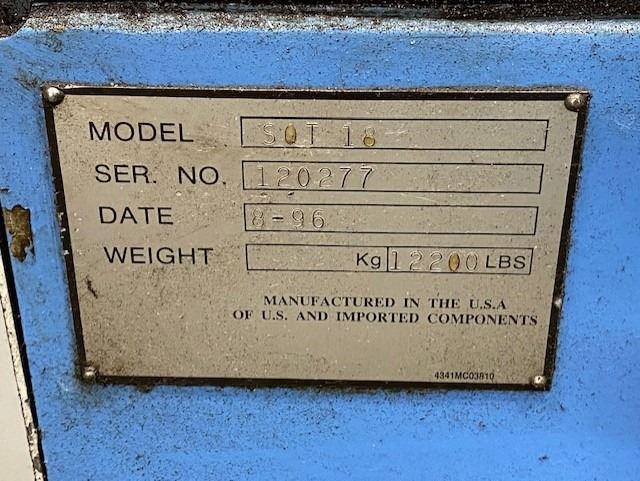 MODEL SQT 18
SER. NO. 120277
DATE 8-96
WEIGHT Kg 12200 LBS
MANUFACTURED IN THE U.S.A
OF U.S. AND IMPORTED COMPONENTS
4341MC03810